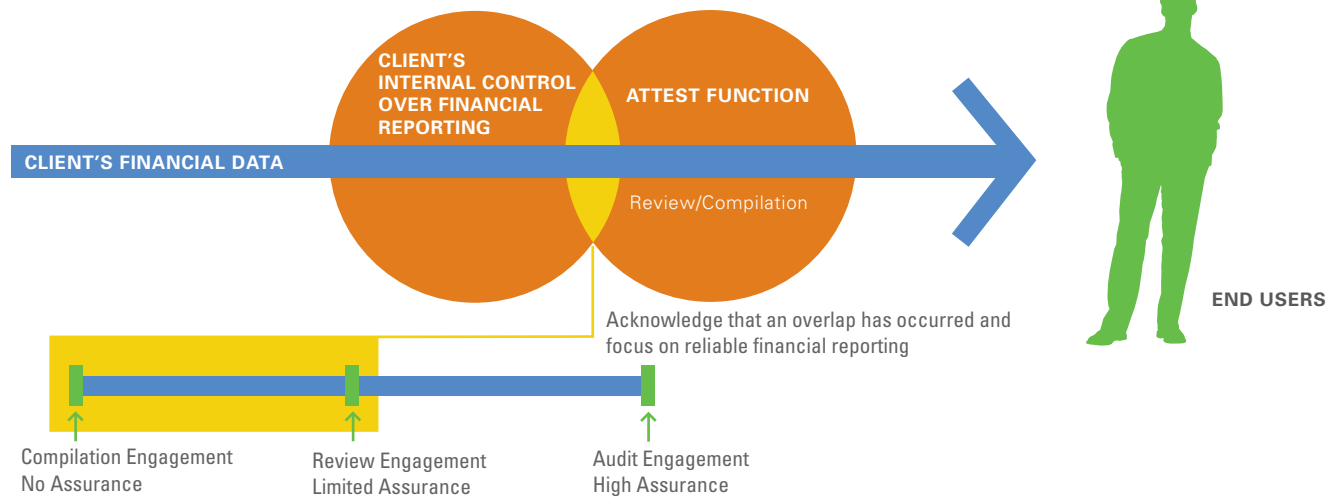 CLIENT'S
INTERNAL CONTROL
OVER FINANCIAL
REPORTING
ATTEST FUNCTION
CLIENT'S FINANCIAL DATA
Review/Compilation
END USERS
Acknowledge that an overlap has occurred and
focus on reliable financial reporting
Compilation Engagement
No Assurance
Review Engagement
Limited Assurance
Audit Engagement
High Assurance